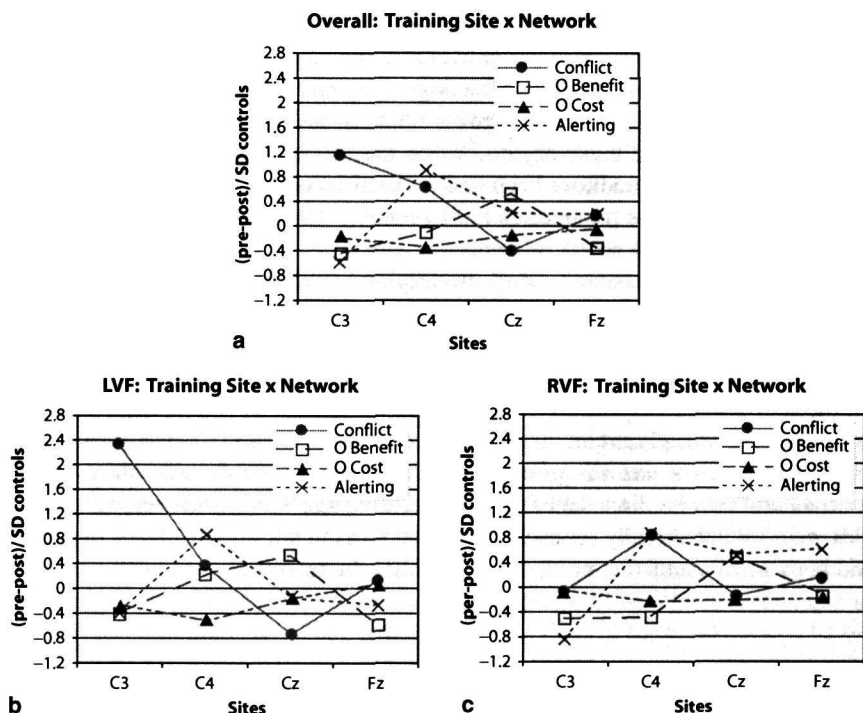 Overall: Training Site x Network
2.8
2.4
2
1.6
1.2
0.8
0.4
0
−0.4
−0.8
−1.2
(pre-post)/ SD controls
Conflict
O Benefit
O Cost
Alerting
C3 C4 Cz Fz
Sites
a
LVF: Training Site x Network
2.8
2.4
2
1.6
1.2
0.8
0.4
0
−0.4
−0.8
−1.2
(pre-post)/ SD controls
Conflict
O Benefit
O Cost
Alerting
C3 C4 Cz Fz
Sites
b
RVF: Training Site x Network
2.8
2.4
2
1.6
1.2
0.8
0.4
0
−0.4
−0.8
−1.2
(per-post)/ SD controls
Conflict
O Benefit
O Cost
Alerting
C3 C4 Cz Fz
Sites
c